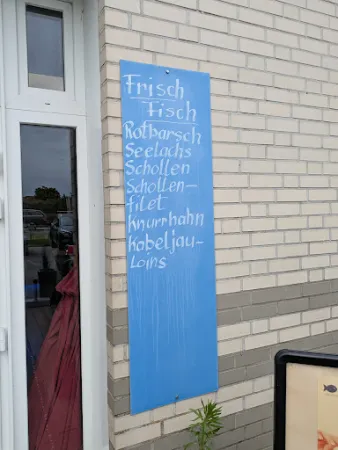 Frisch
Fisch
Rotbarsch
Seelachs
Schollen
Schollen-
filet
Knurrhahn
Kabeljau-
Loins